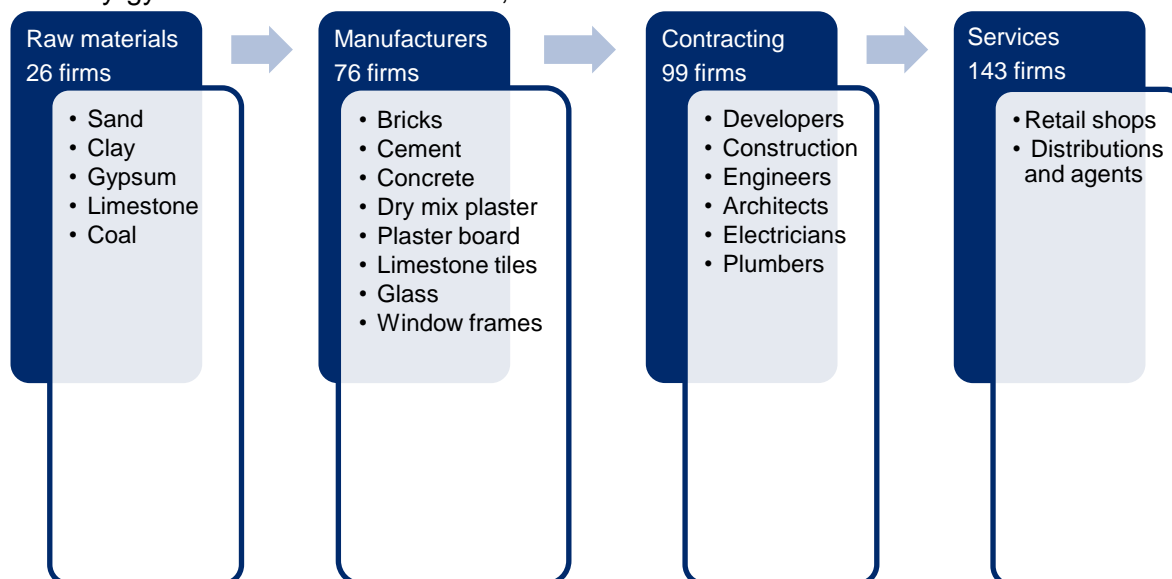 Raw materials
26 firms
• Sand
• Clay
• Gypsum
• Limestone
• Coal
Manufacturers
76 firms
• Bricks
• Cement
• Concrete
• Dry mix plaster
• Plaster board
• Limestone tiles
• Glass
• Window frames
Contracting
99 firms
• Developers
• Construction
• Engineers
• Architects
• Electricians
• Plumbers
Services
143 firms
• Retail shops
• Distributions
and agents